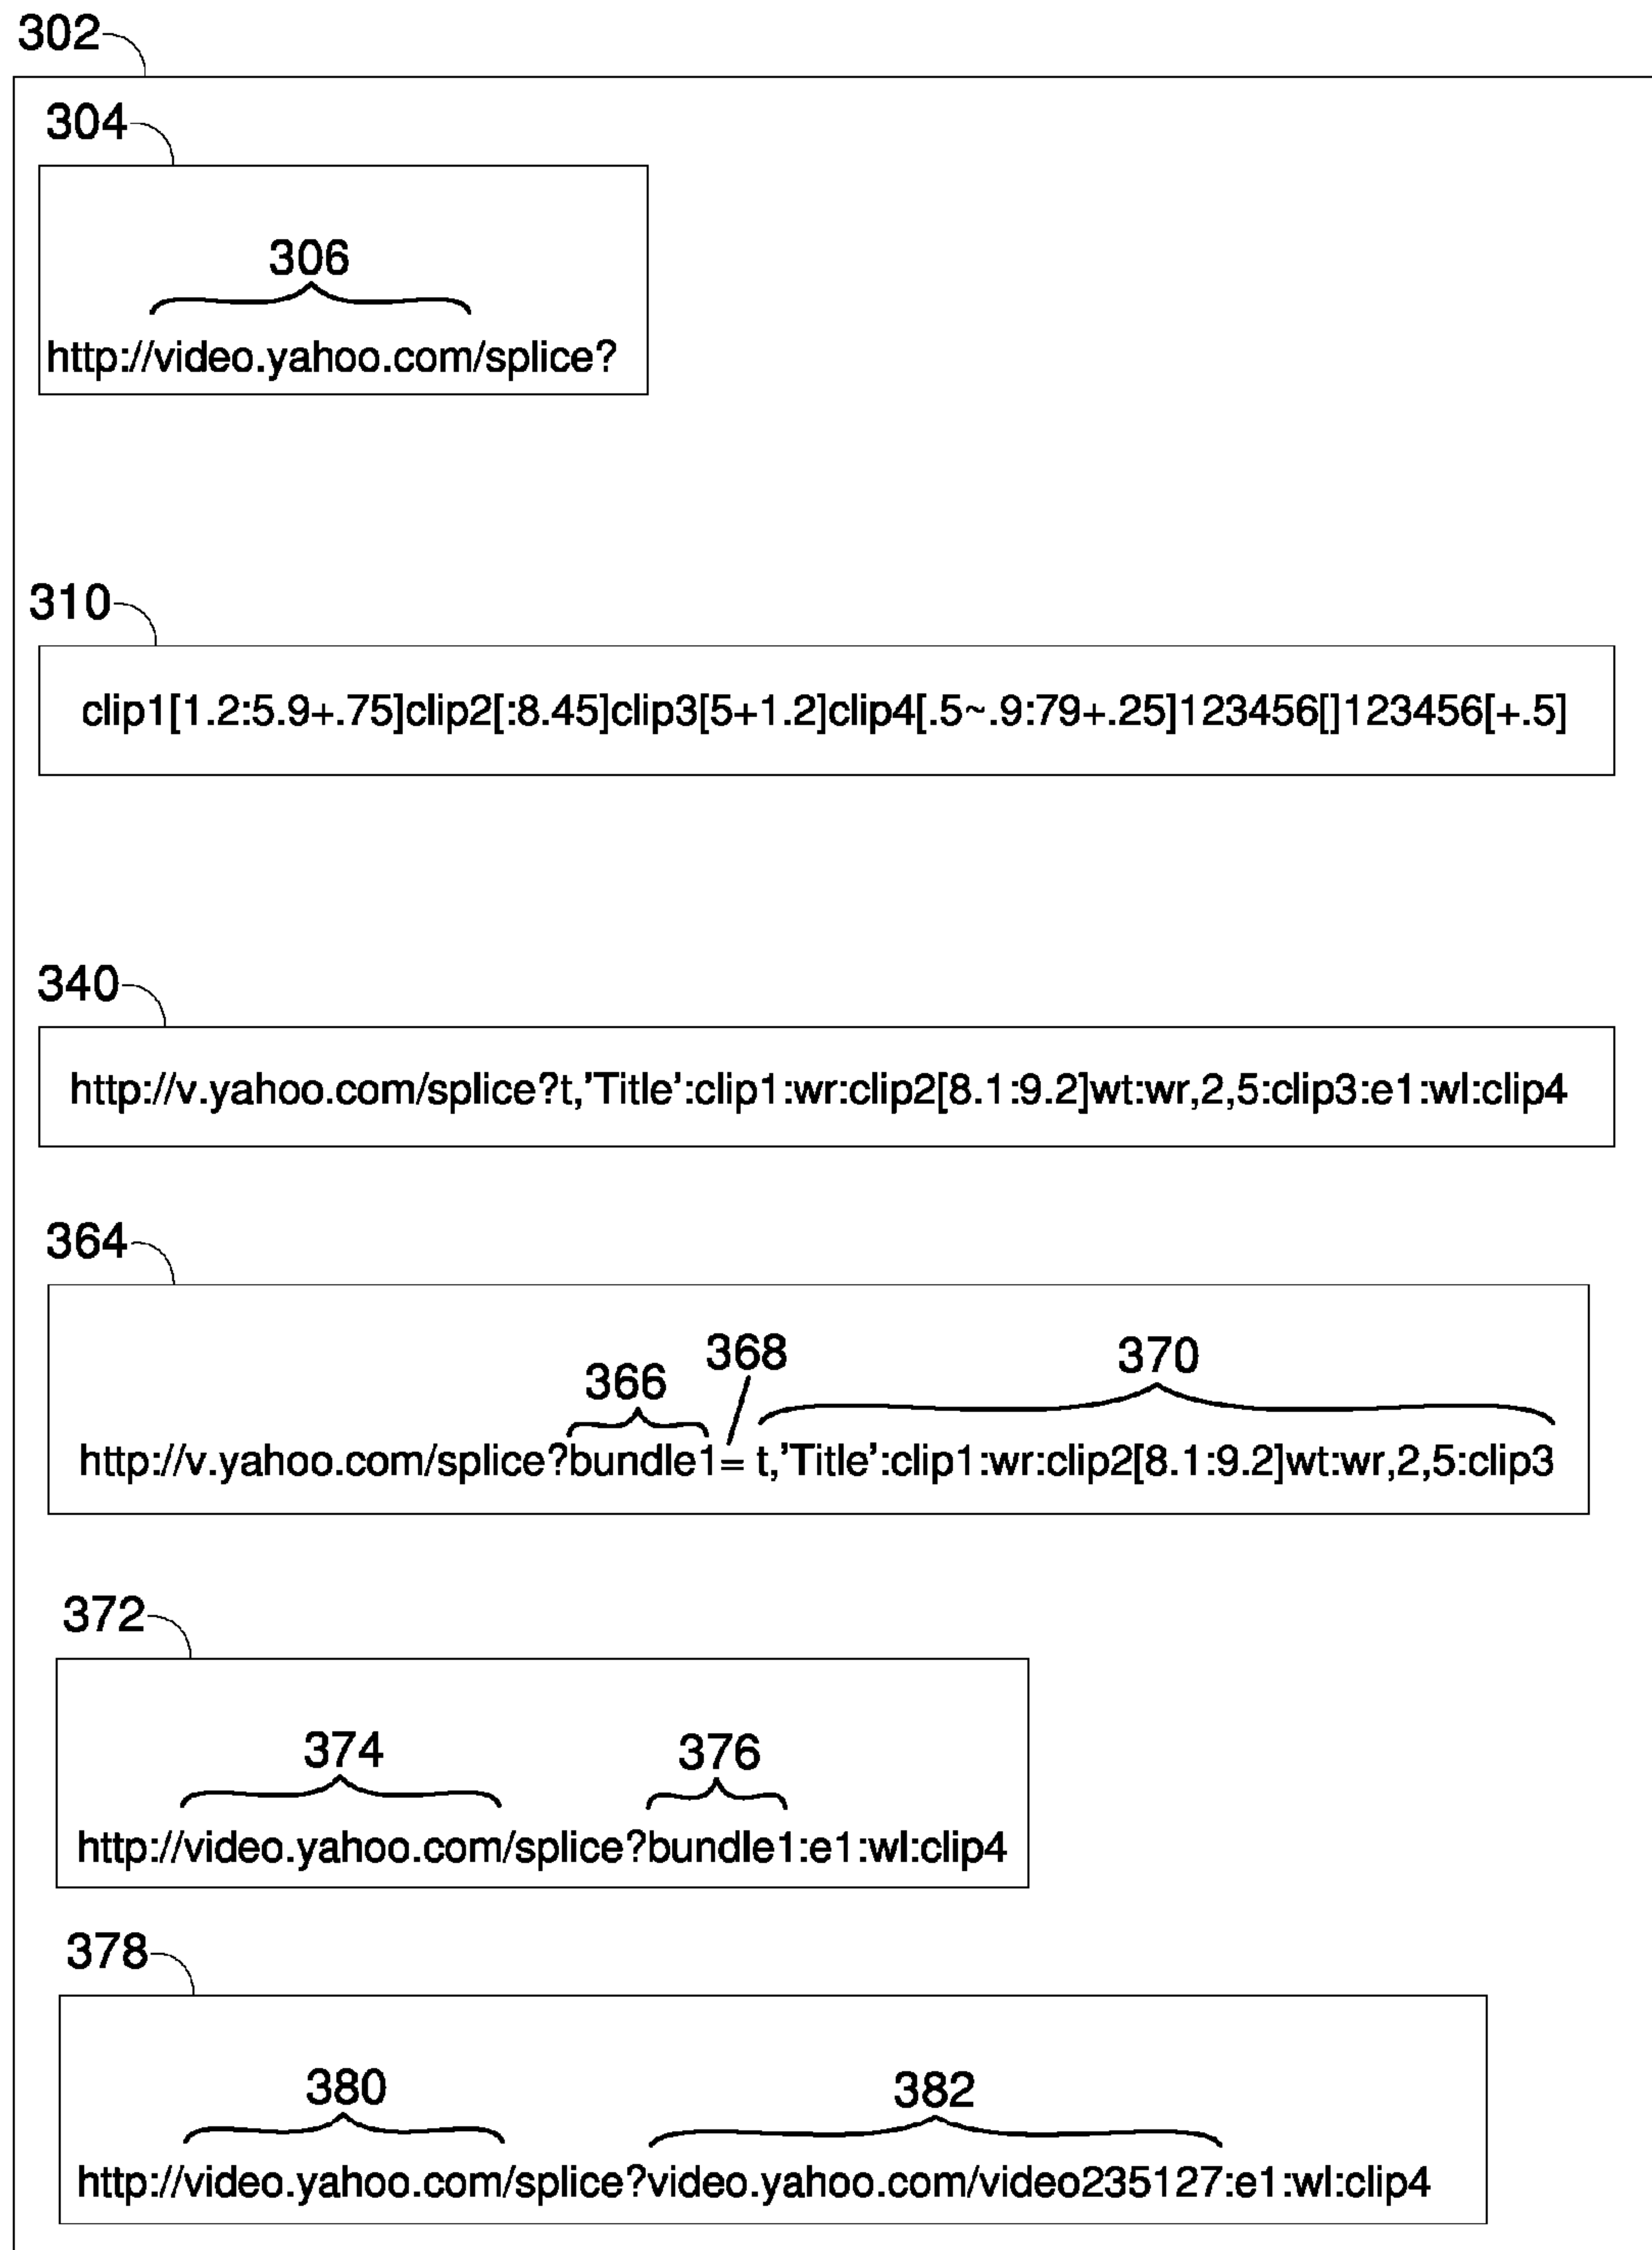 302
304
306
http://video.yahoo.com/splice?
310
clip1[1.2:5.9+.75]clip2[:8.45]clip3[5+1.2]clip4[.5~.9:79+.25]123456[]123456[+.5]
340
http://v.yahoo.com/splice?t,'Title':clip1:wr:clip2[8.1:9.2]wt:wr,2,5:clip3:e1:wl:clip4
364
366 368 370
http://v.yahoo.com/splice?bundle1= t,'Title':clip1:wr:clip2[8.1:9.2]wt:wr,2,5:clip3
372
374 376
http://video.yahoo.com/splice?bundle1:e1:wl:clip4
378
380 382
http://video.yahoo.com/splice?video.yahoo.com/video235127:e1:wl:clip4